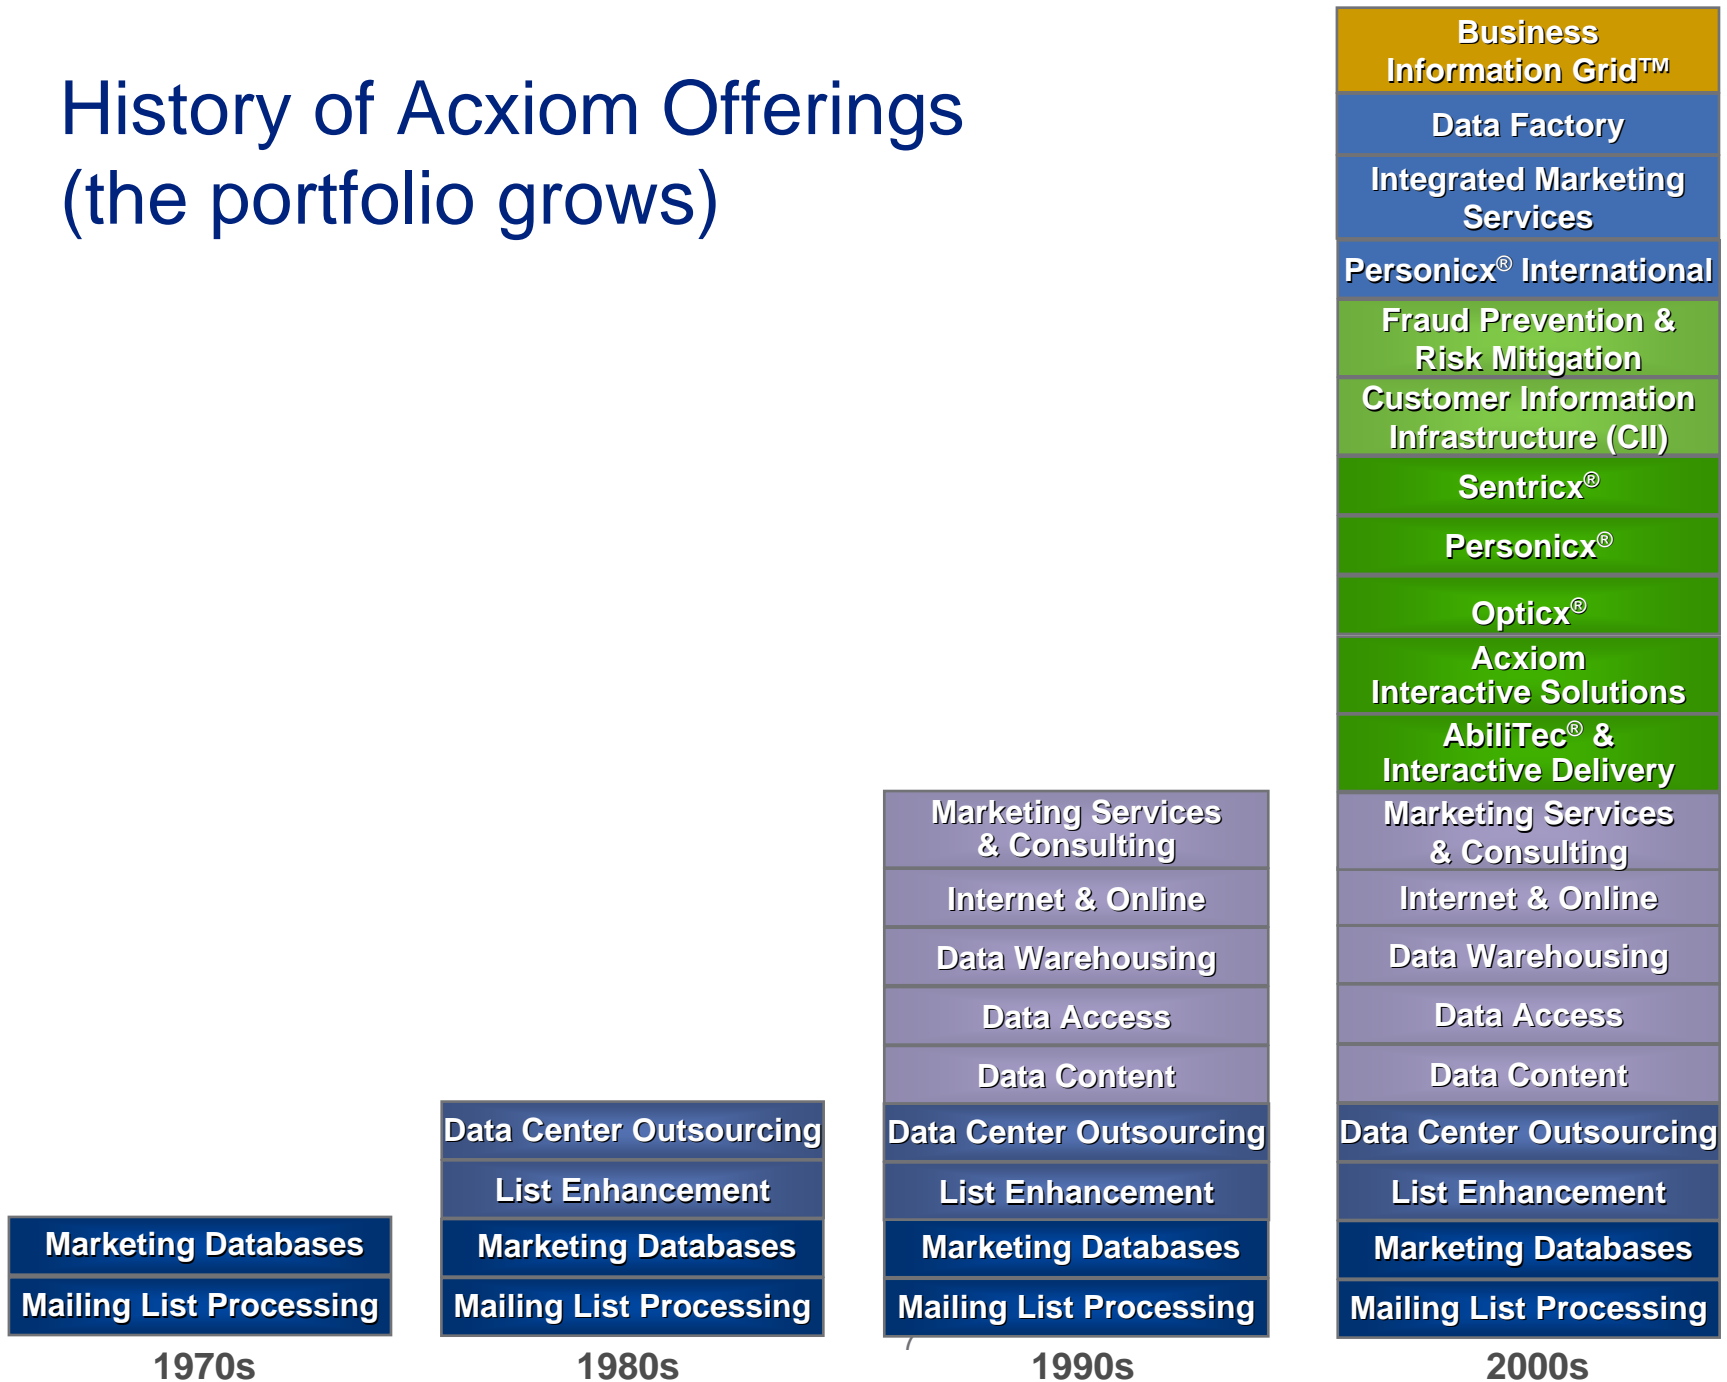 History of Acxiom Offerings
(the portfolio grows)
Marketing Databases
Mailing List Processing
1970s
Data Center Outsourcing
List Enhancement
Marketing Databases
Mailing List Processing
1980s
Marketing Services
& Consulting
Internet & Online
Data Warehousing
Data Access
Data Content
Data Center Outsourcing
List Enhancement
Marketing Databases
Mailing List Processing
1990s
Business
Information Grid™
Data Factory
Integrated Marketing
Services
Personicx® International
Fraud Prevention &
Risk Mitigation
Customer Information
Infrastructure (CII)
Sentricx®
Personicx®
Opticx®
Acxiom
Interactive Solutions
AbiliTec® &
Interactive Delivery
Marketing Services
& Consulting
Internet & Online
Data Warehousing
Data Access
Data Content
Data Center Outsourcing
List Enhancement
Marketing Databases
Mailing List Processing
2000s